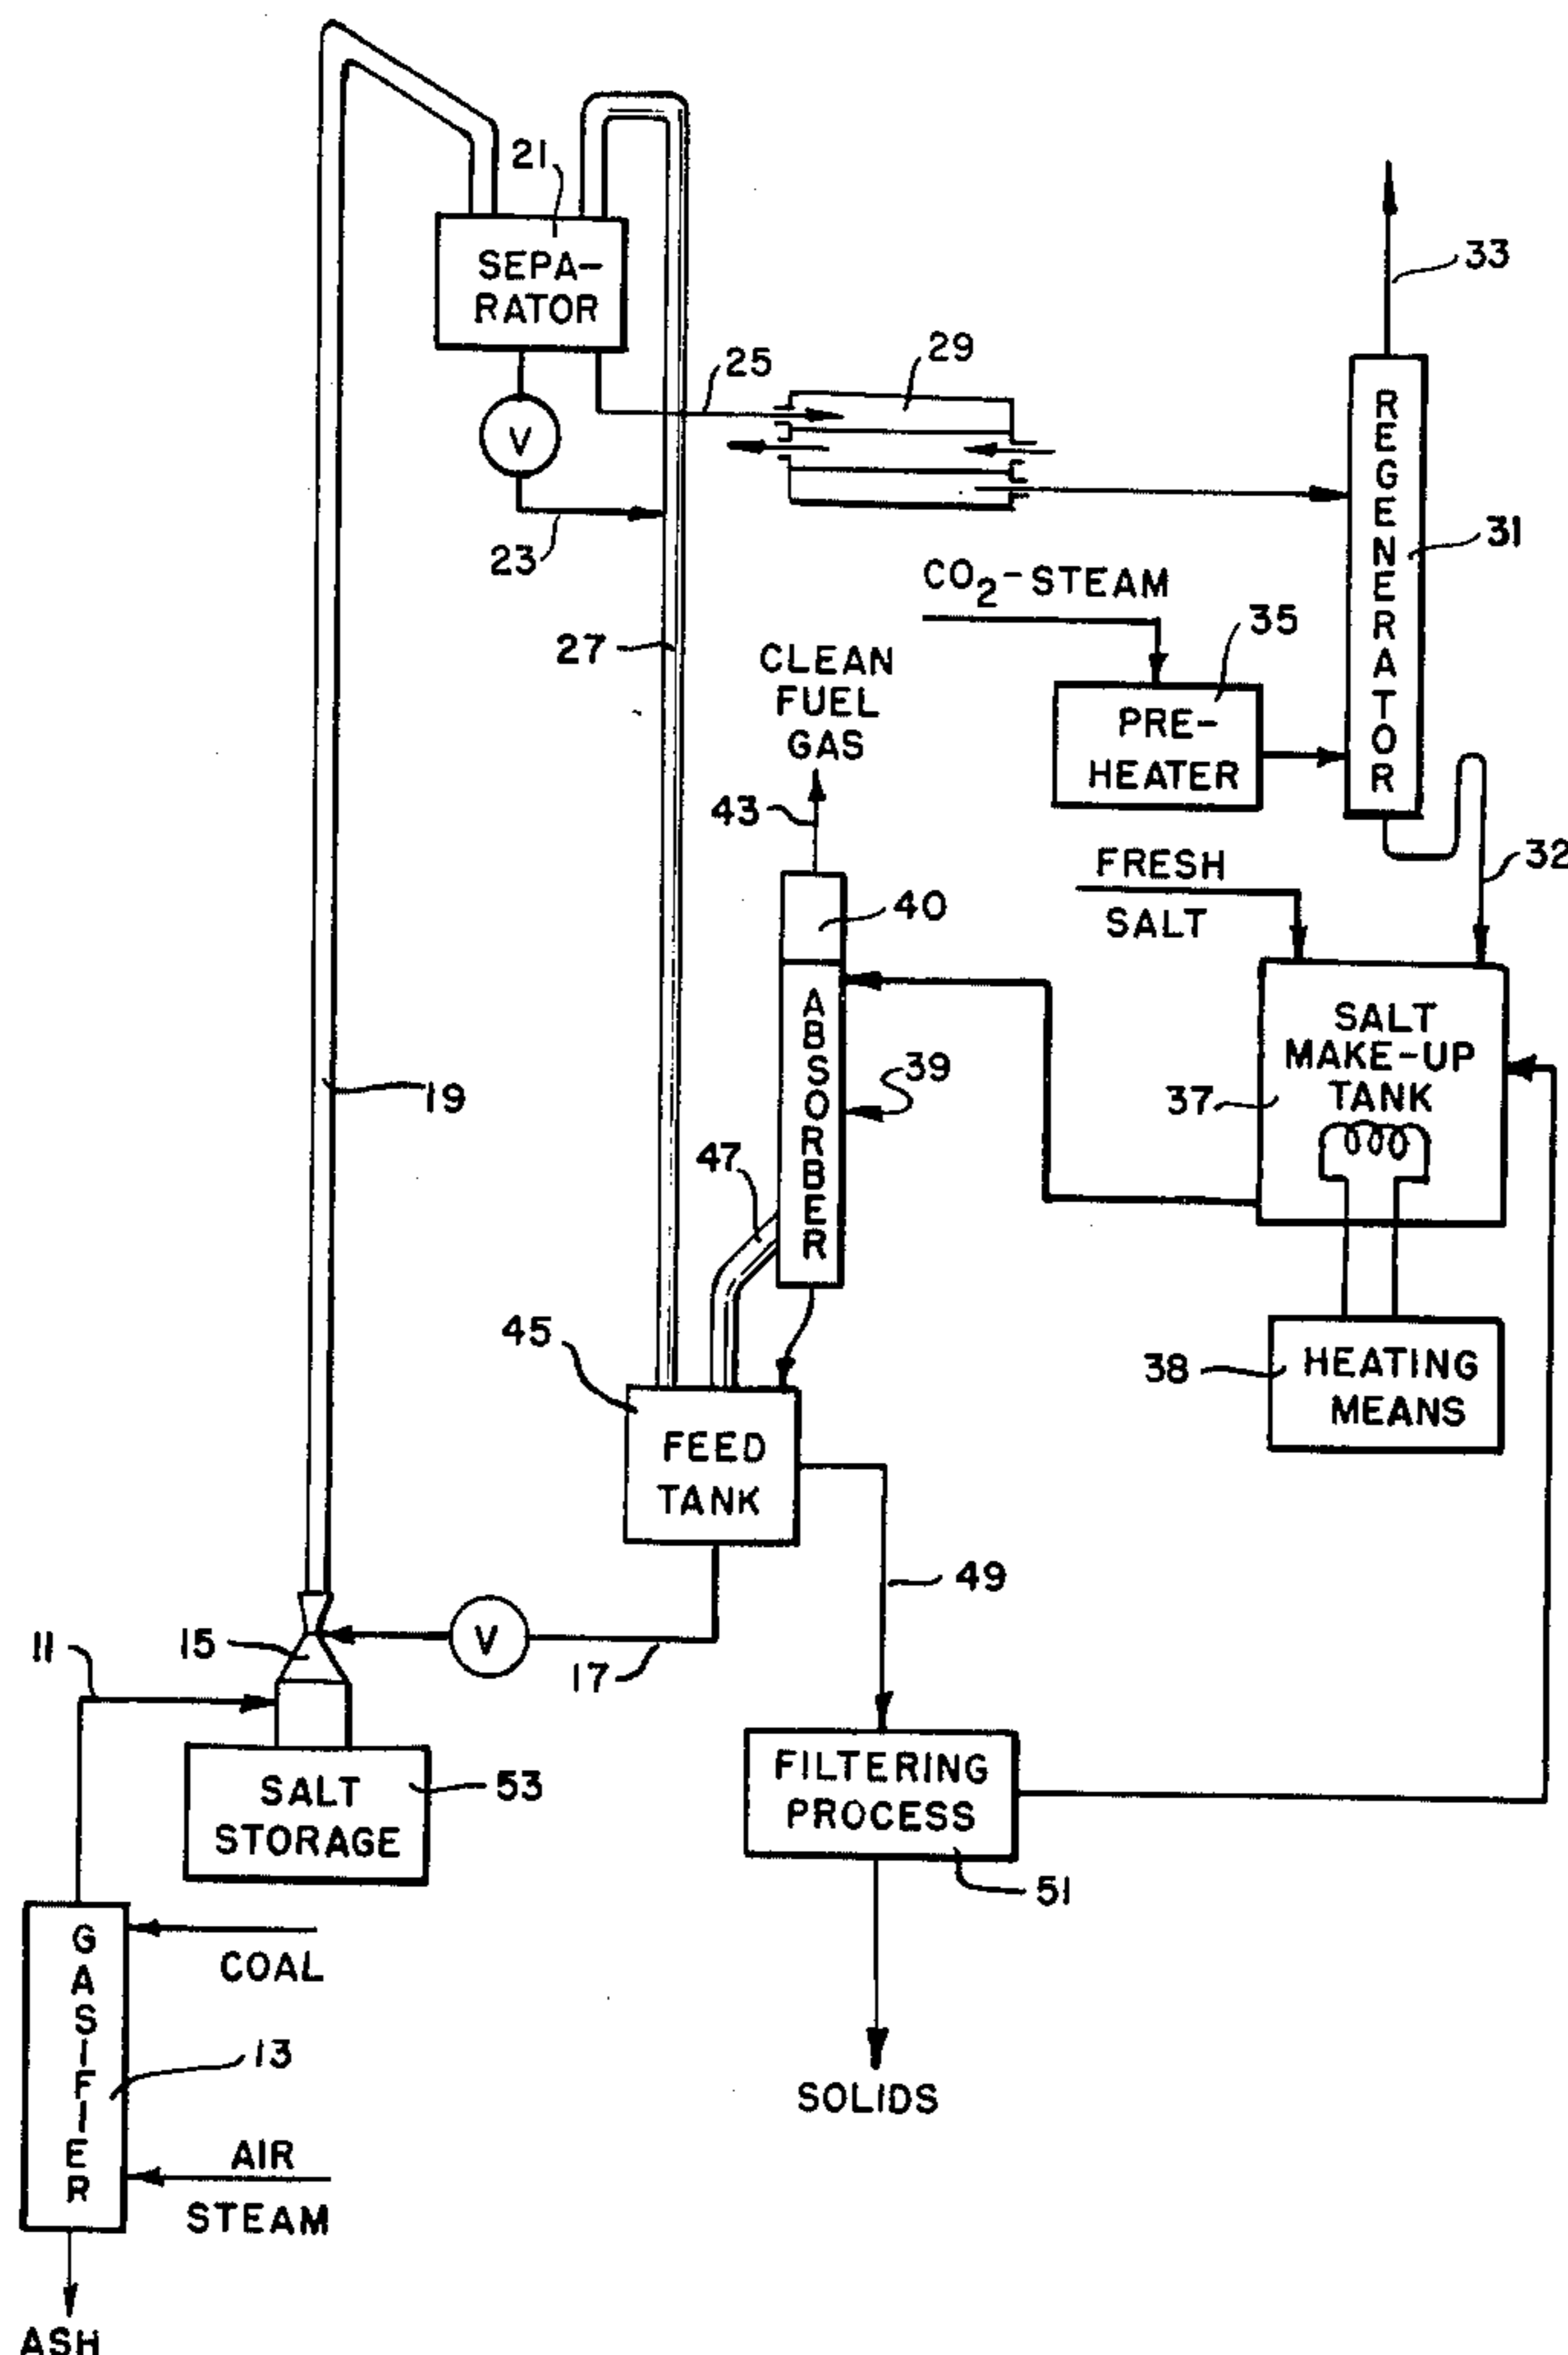 21
SEPA-
RATOR
33
25
29
V
23
REGENERATOR
31
CO2-STEAM
35
27
CLEAN
FUEL
GAS
PRE-
HEATER
43
32
FRESH
SALT
40
ABSORBER
SALT
MAKE-UP
TANK
39
37
19
47
45
38
HEATING
MEANS
FEED
TANK
49
11
15
V
17
FILTERING
PROCESS
SALT
STORAGE
53
51
GASIFIER
COAL
13
SOLIDS
AIR
STEAM
ASH